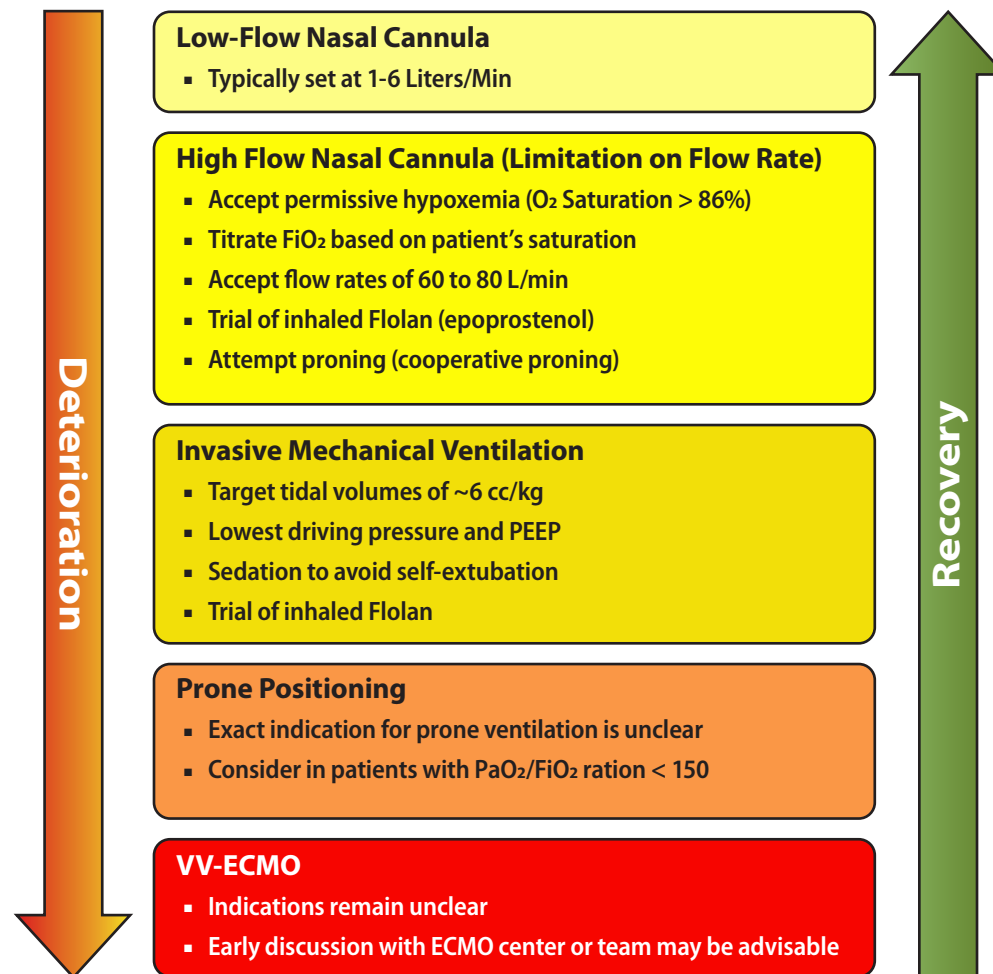 Deterioration
Low-Flow Nasal Cannula
▪ Typically set at 1-6 Liters/Min
High Flow Nasal Cannula (Limitation on Flow Rate)
▪ Accept permissive hypoxemia (O₂ Saturation > 86%)
▪ Titrate FiO₂ based on patient's saturation
▪ Accept flow rates of 60 to 80 L/min
▪ Trial of inhaled Flolan (epoprostenol)
▪ Attempt proning (cooperative proning)
Invasive Mechanical Ventilation
▪ Target tidal volumes of ~6 cc/kg
▪ Lowest driving pressure and PEEP
▪ Sedation to avoid self-extubation
▪ Trial of inhaled Flolan
Prone Positioning
▪ Exact indication for prone ventilation is unclear
▪ Consider in patients with PaO₂/FiO₂ ration < 150
VV-ECMO
▪ Indications remain unclear
▪ Early discussion with ECMO center or team may be advisable
Recovery